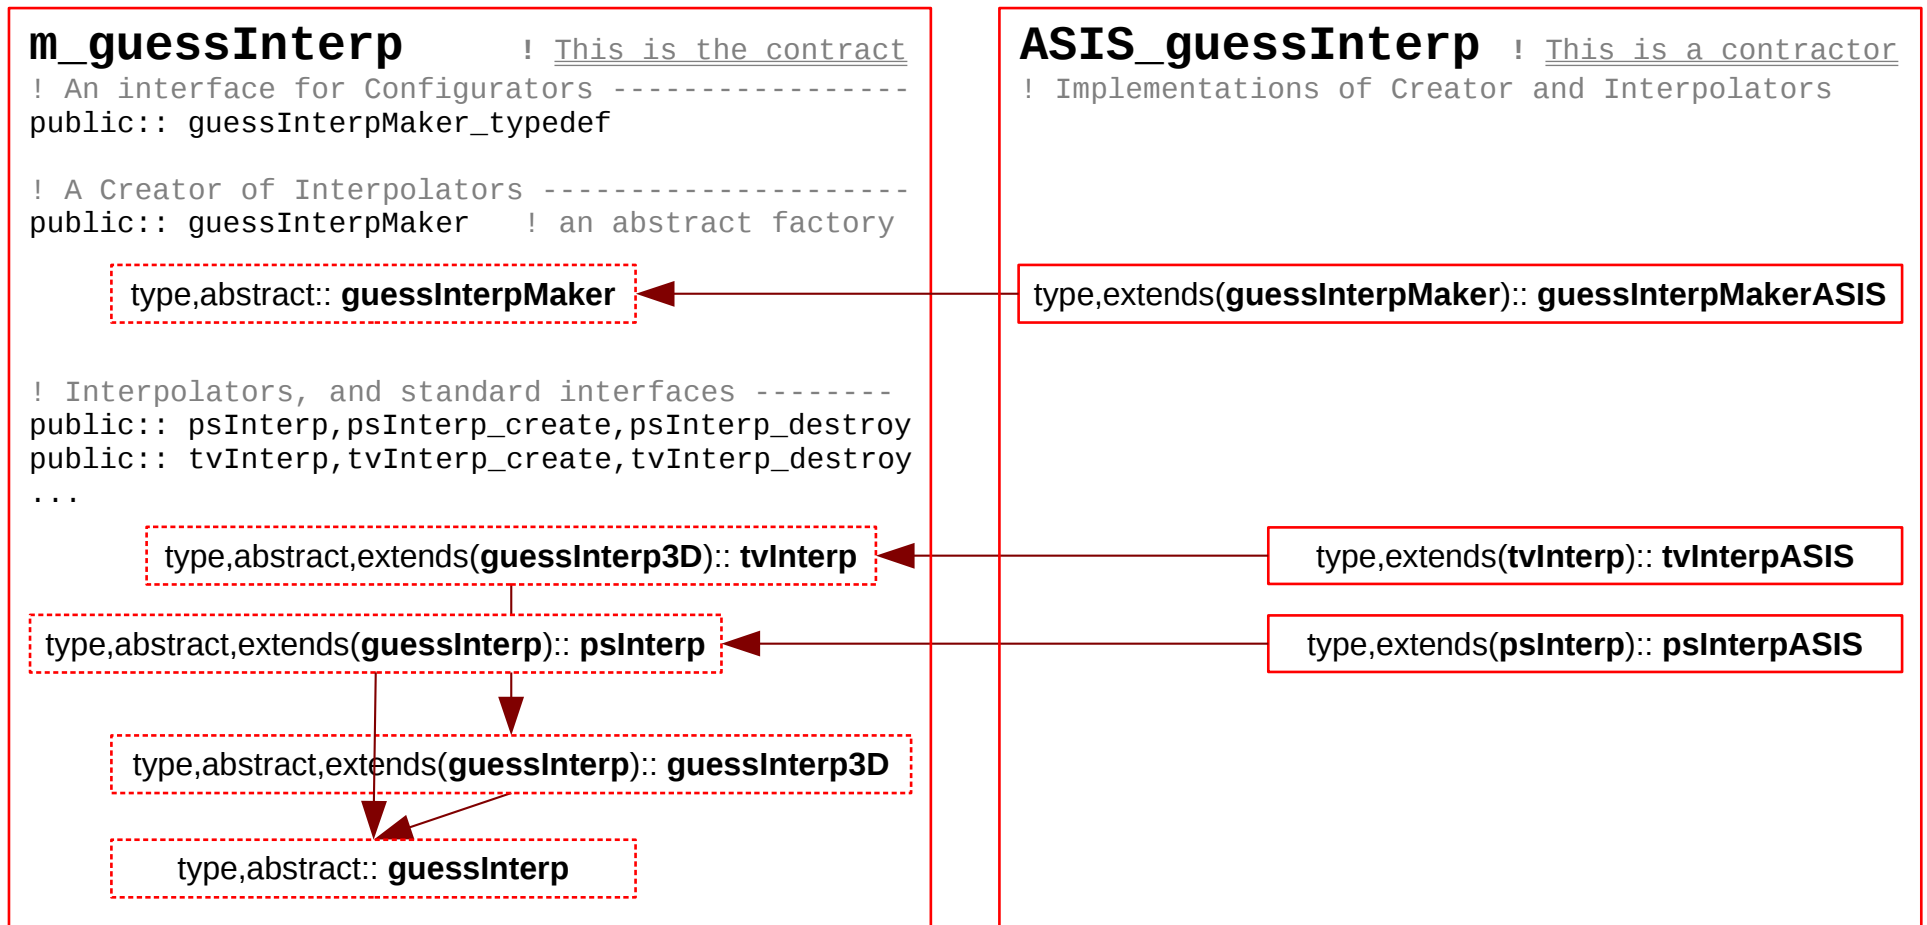 m_guessInterp ! This is the contract
! An interface for Configurators -----------------
public:: guessInterpMaker_typedef
! A Creator of Interpolators ---------------------
public:: guessInterpMaker ! an abstract factory
type,abstract:: guessInterpMaker
! Interpolators, and standard interfaces --------
public:: psInterp,psInterp_create,psInterp_destroy
public:: tvInterp,tvInterp_create,tvInterp_destroy
...
type,abstract,extends(guessInterp3D):: tvInterp
type,abstract,extends(guessInterp):: psInterp
type,abstract,extends(guessInterp):: guessInterp3D
type,abstract:: guessInterp
ASIS_guessInterp ! This is a contractor
! Implementations of Creator and Interpolators
type,extends(guessInterpMaker):: guessInterpMakerASIS
type,extends(tvInterp):: tvInterpASIS
type,extends(psInterp):: psInterpASIS